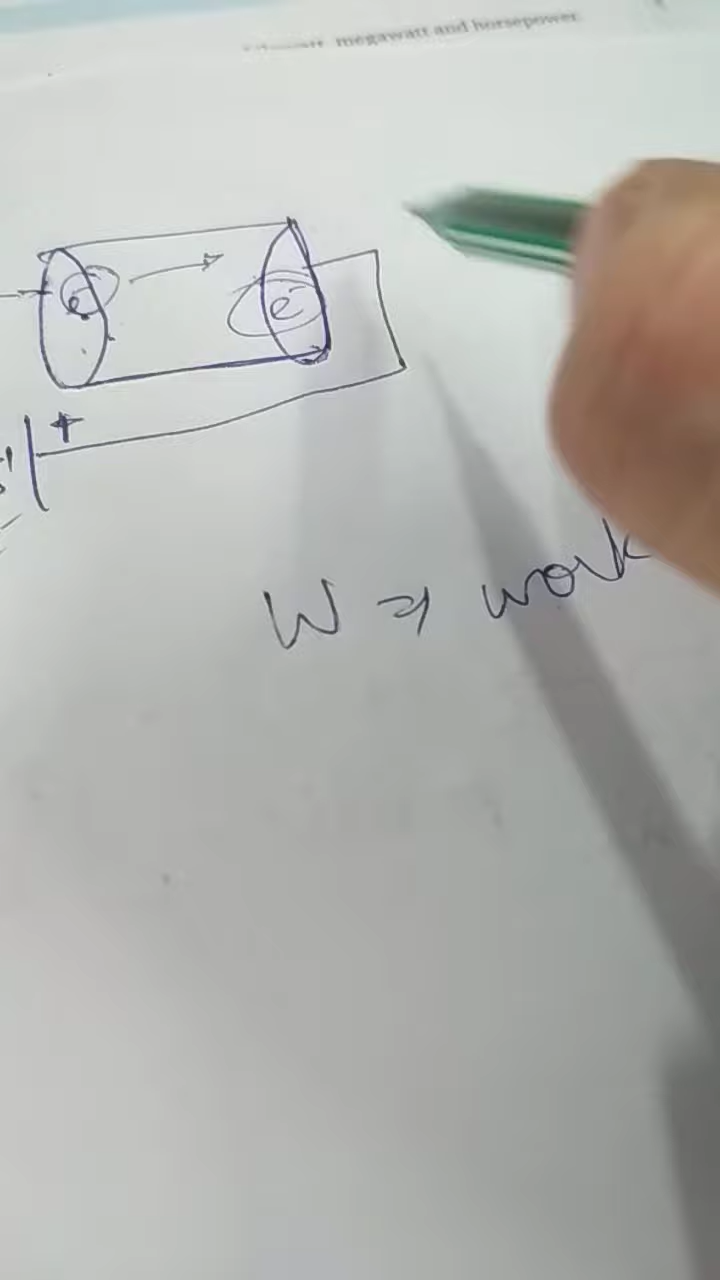 megawatt and horsepower
e⁻
e⁻
+
W ⇒ work